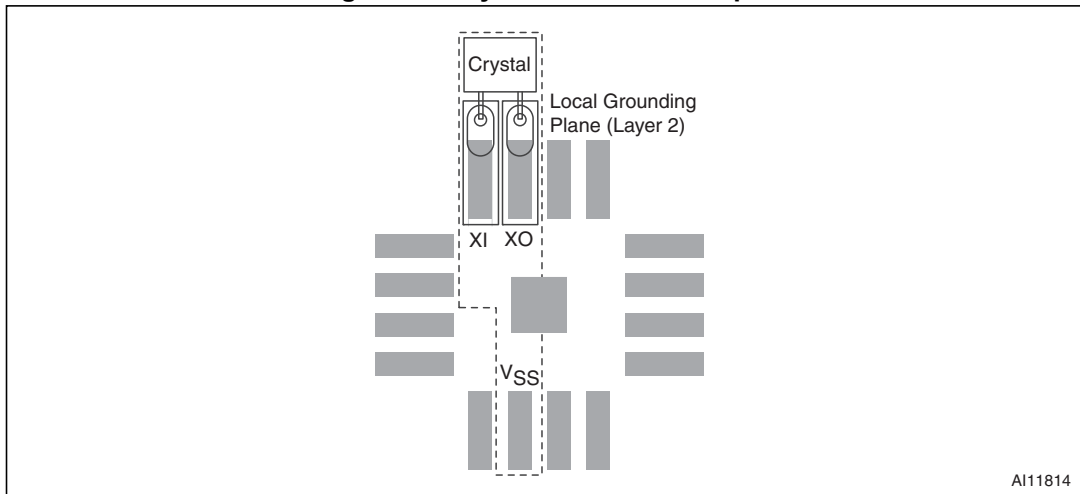 Crystal
Local Grounding
Plane (Layer 2)
XI XO
VSS
AI11814